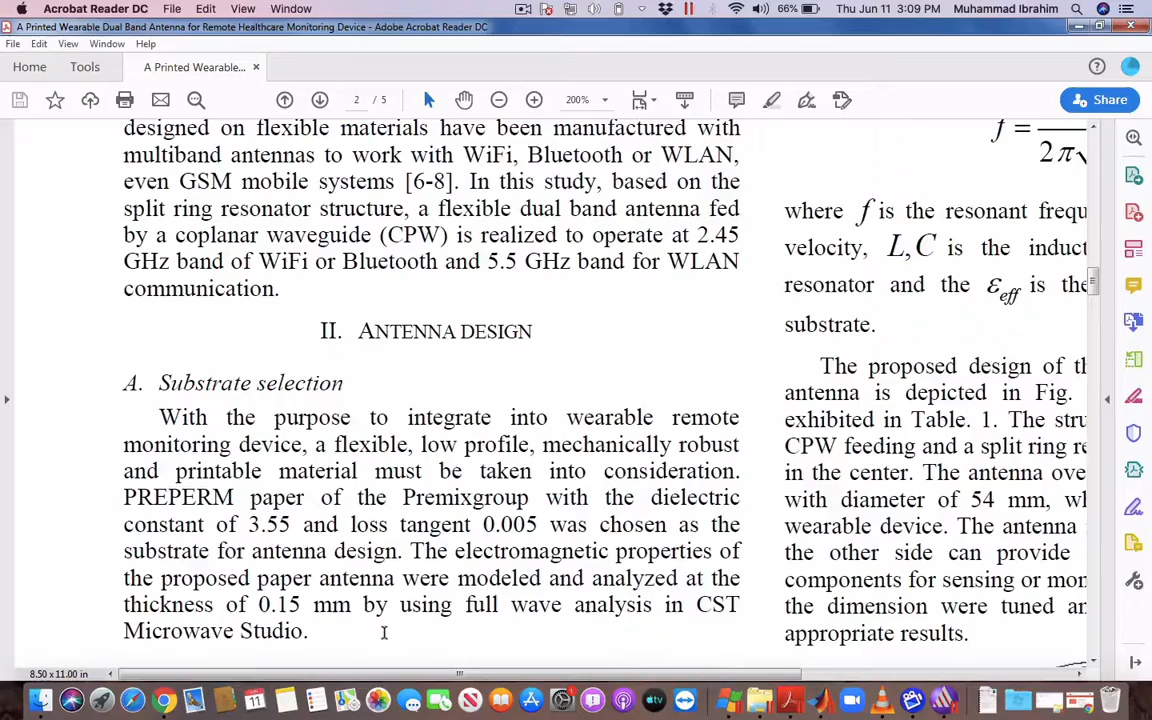 Acrobat Reader DC File Edit View Window 66% Thu Jun 11 3:09 PM Muhammad Ibrahim
A Printed Wearable Dual Band Antenna for Remote Healthcare Monitoring Device - Adobe Acrobat Reader DC
File Edit View Window Help
Home Tools A Printed Wearable... ×
2 / 5 200% Share
designed on flexible materials have been manufactured with
multiband antennas to work with WiFi, Bluetooth or WLAN,
even GSM mobile systems [6-8]. In this study, based on the
split ring resonator structure, a flexible dual band antenna fed
by a coplanar waveguide (CPW) is realized to operate at 2.45
GHz band of WiFi or Bluetooth and 5.5 GHz band for WLAN
communication.
II. ANTENNA DESIGN
A. Substrate selection
With the purpose to integrate into wearable remote
monitoring device, a flexible, low profile, mechanically robust
and printable material must be taken into consideration.
PREPERM paper of the Premixgroup with the dielectric
constant of 3.55 and loss tangent 0.005 was chosen as the
substrate for antenna design. The electromagnetic properties of
the proposed paper antenna were modeled and analyzed at the
thickness of 0.15 mm by using full wave analysis in CST
Microwave Studio.
f =
2π√
where f is the resonant frequ
velocity, L,C is the induct
resonator and the εeff is the
substrate.
The proposed design of th
antenna is depicted in Fig.
exhibited in Table. 1. The stru
CPW feeding and a split ring re
in the center. The antenna ove
with diameter of 54 mm, wh
wearable device. The antenna
the other side can provide
components for sensing or mon
the dimension were tuned an
appropriate results.
8.50 x 11.00 in
11